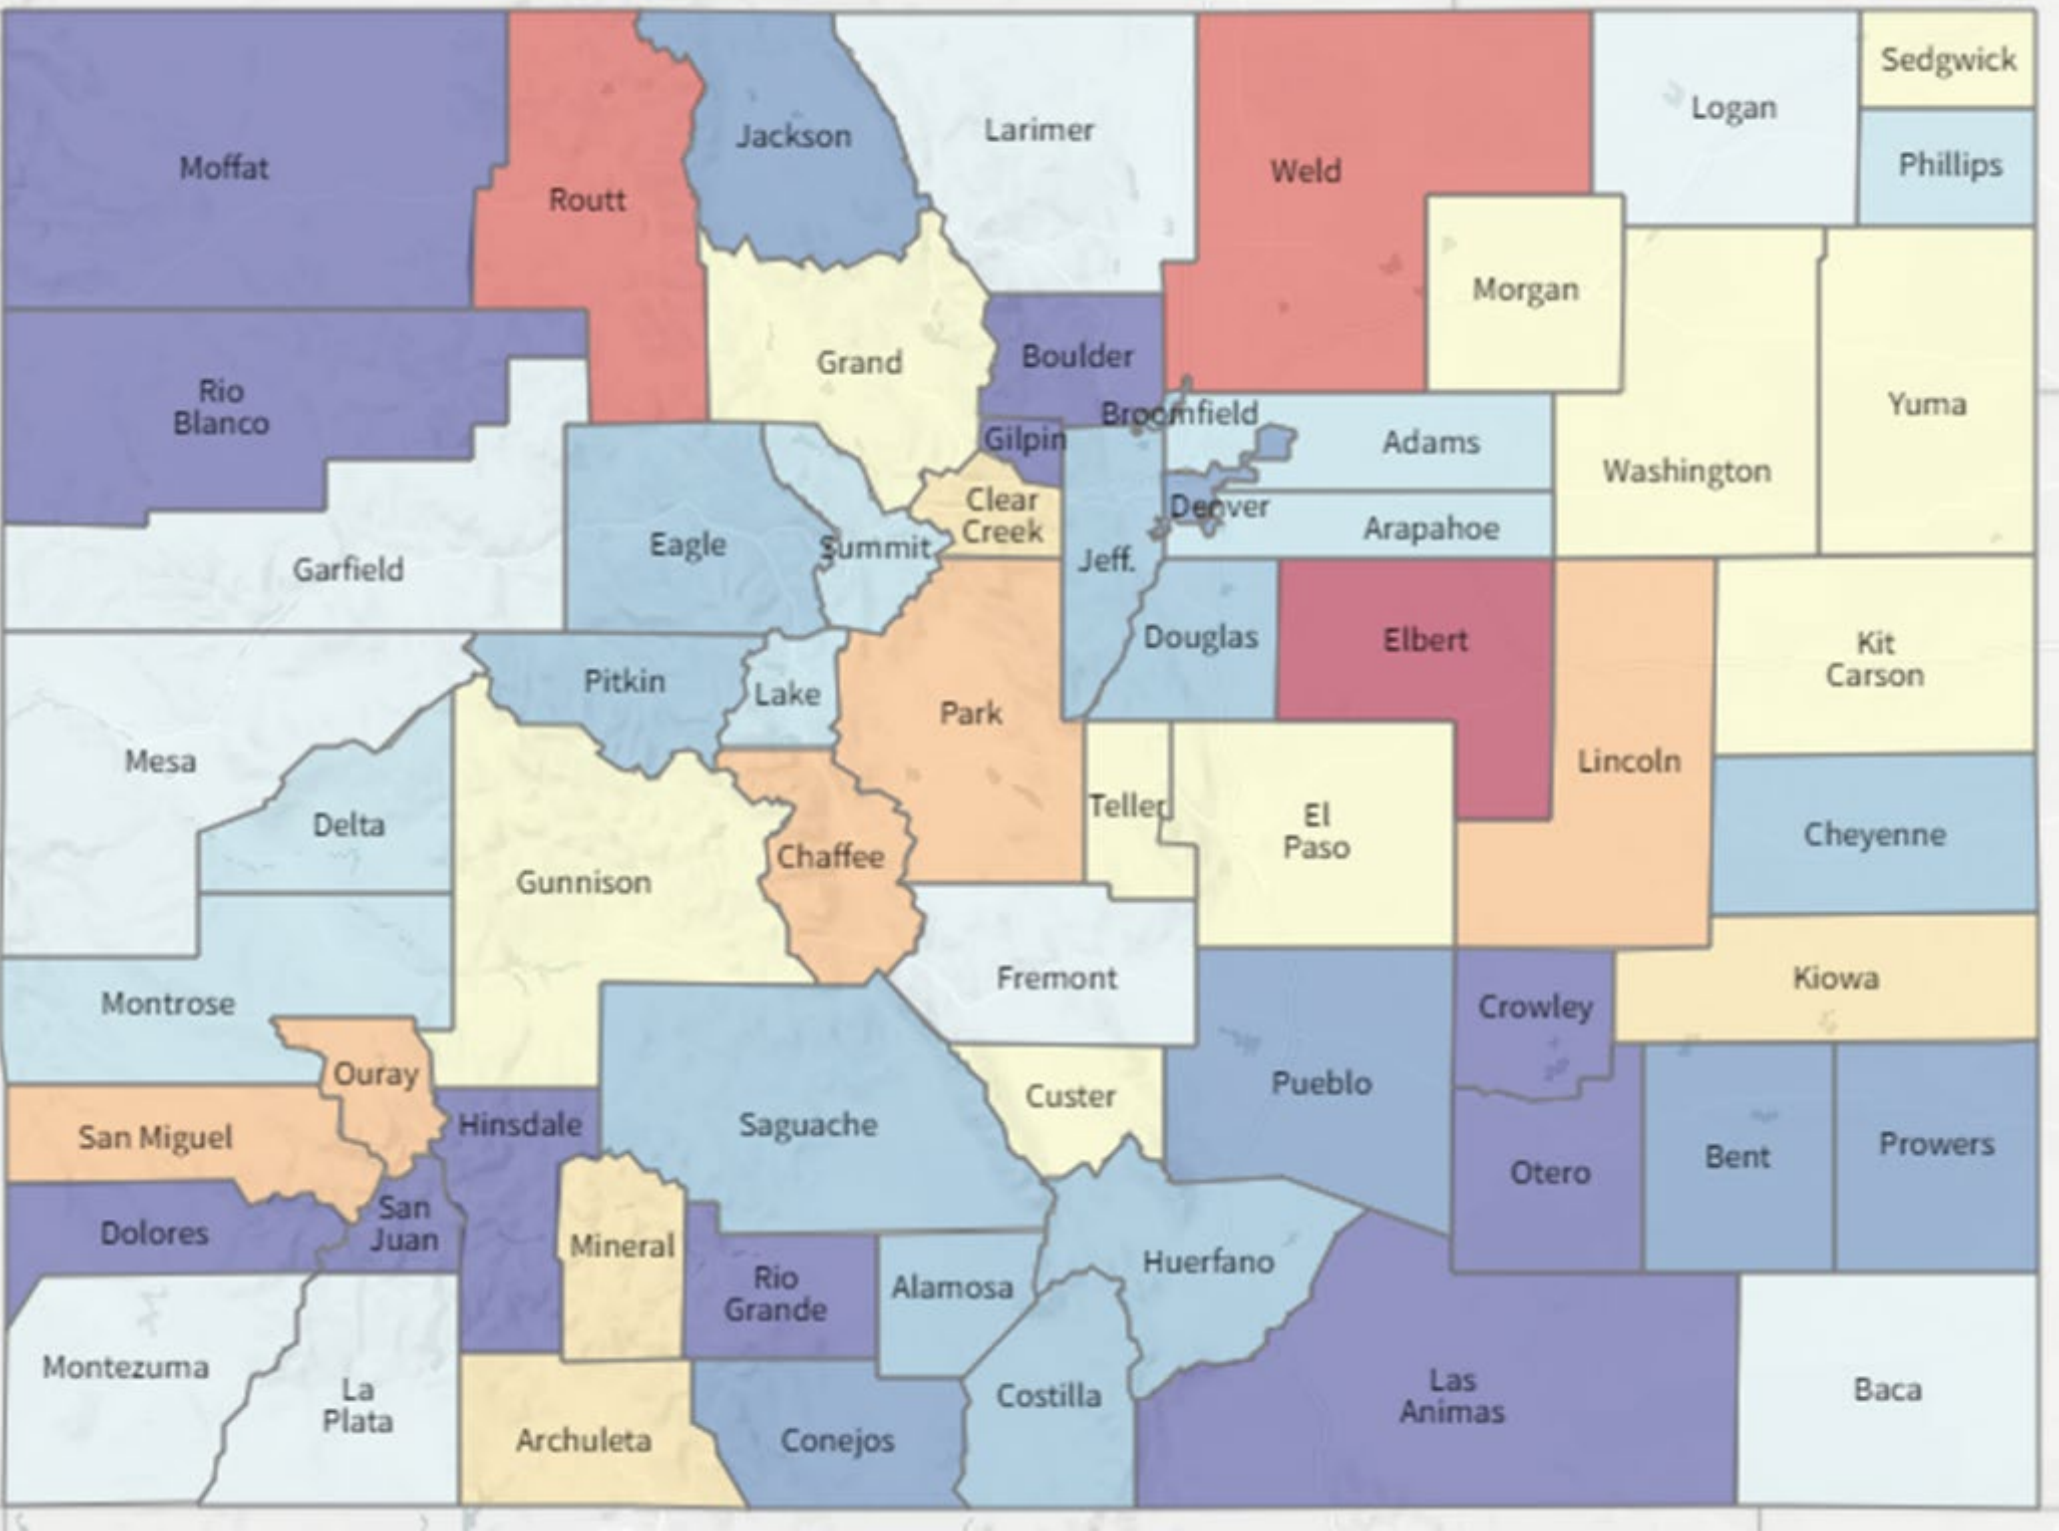 Sedgwick
Logan
Larimer
Jackson
Phillips
Moffat
Weld
Routt
Morgan
Boulder
Grand
Rio
Blanco
Yuma
Broomfield
Gilpin
Adams
Washington
Clear
Creek
Denver
Arapahoe
Eagle
Summit
Jeff.
Garfield
Douglas
Elbert
Kit
Carson
Pitkin
Lake
Park
Mesa
Lincoln
Teller
El
Paso
Delta
Cheyenne
Chaffee
Gunnison
Fremont
Kiowa
Montrose
Crowley
Ouray
Pueblo
Custer
Hinsdale
Saguache
San Miguel
Prowers
Bent
Otero
San
Juan
Dolores
Mineral
Huerfano
Rio
Grande
Alamosa
Montezuma
La
Plata
Costilla
Las
Animas
Baca
Archuleta
Conejos